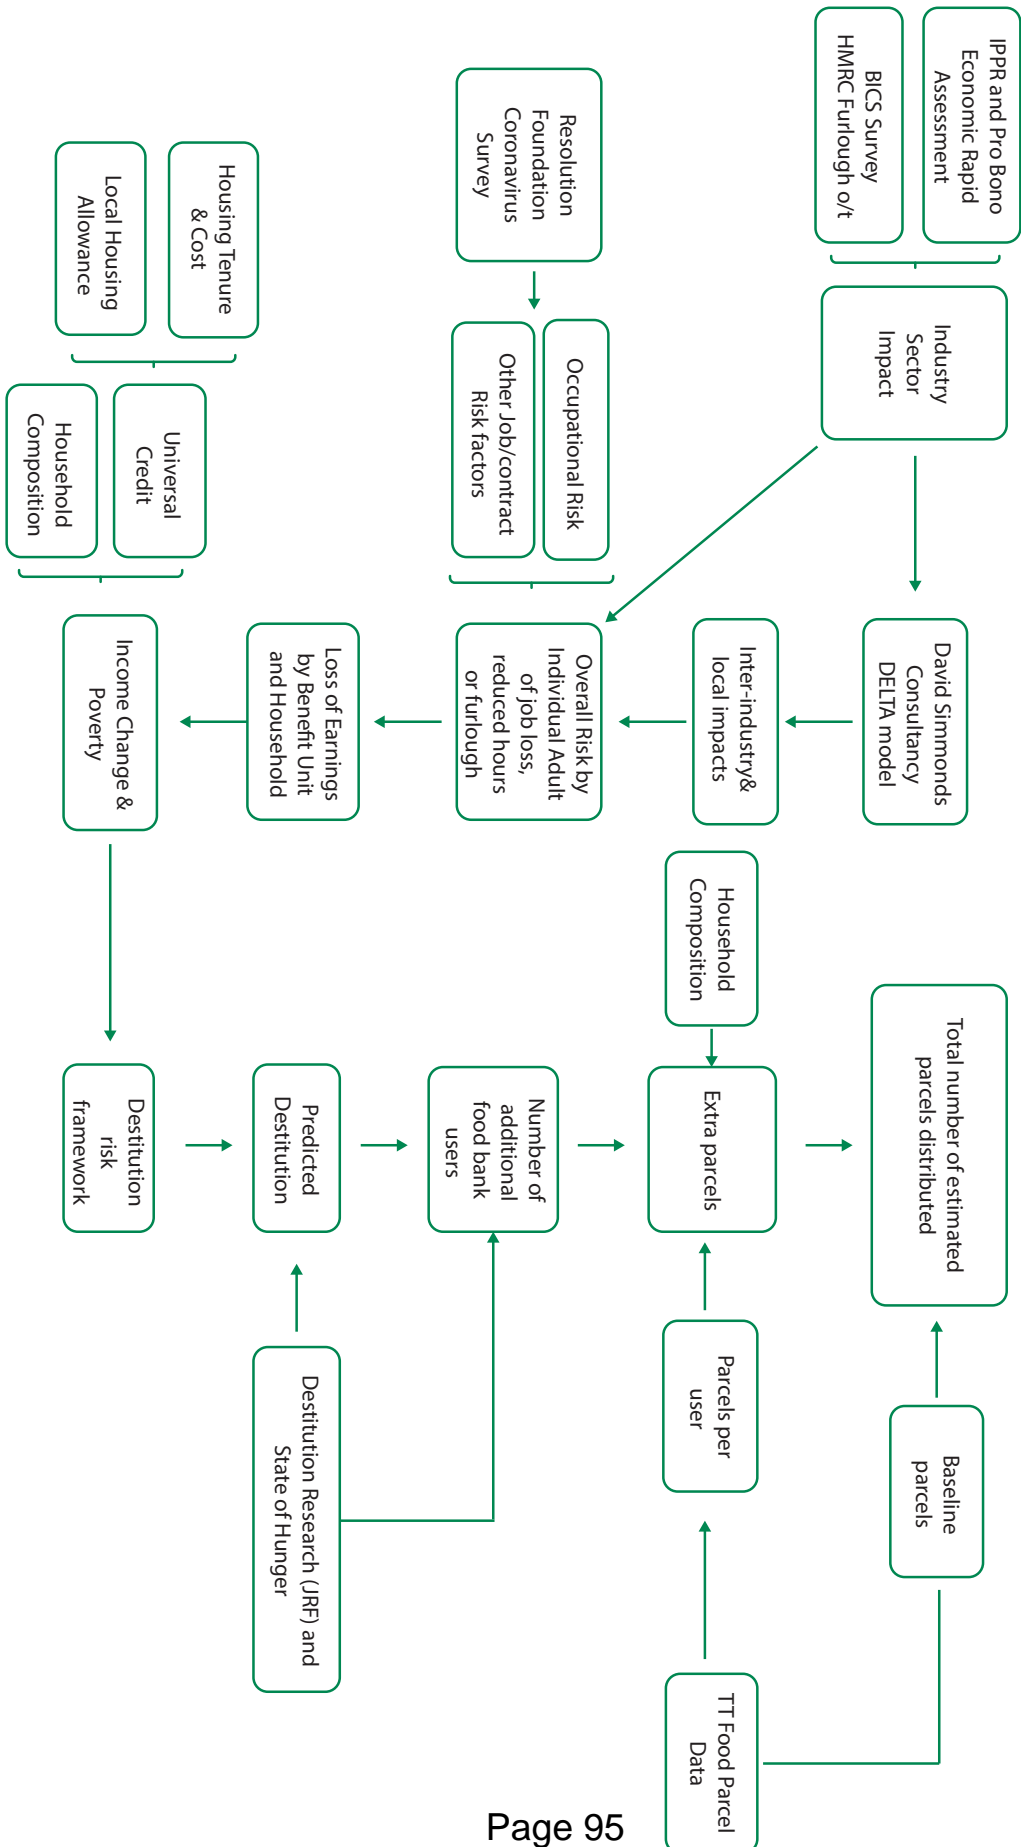 IPPR and Pro Bono
Economic Rapid
Assessment
BICS Survey
HMRC Furlough o/t
Industry
Sector
Impact
David Simmonds
Consultancy
DELTA model
Inter-industry&
local impacts
Resolution
Foundation
Coronavirus
Survey
Occupational Risk
Other Job/contract
Risk factors
Overall Risk by
Individual Adult
of job loss,
reduced hours
or furlough
Loss of Earnings
by Benefit Unit
and Household
Housing Tenure
& Cost
Local Housing
Allowance
Universal
Credit
Household
Composition
Income Change &
Poverty
Destitution
risk
framework
Predicted
Destitution
Number of
additional
food bank
users
Household
Composition
Extra parcels
Total number of estimated
parcels distributed
Destitution Research (JRF) and
State of Hunger
Parcels per
user
Baseline
parcels
TT Food Parcel
Data
Page 95